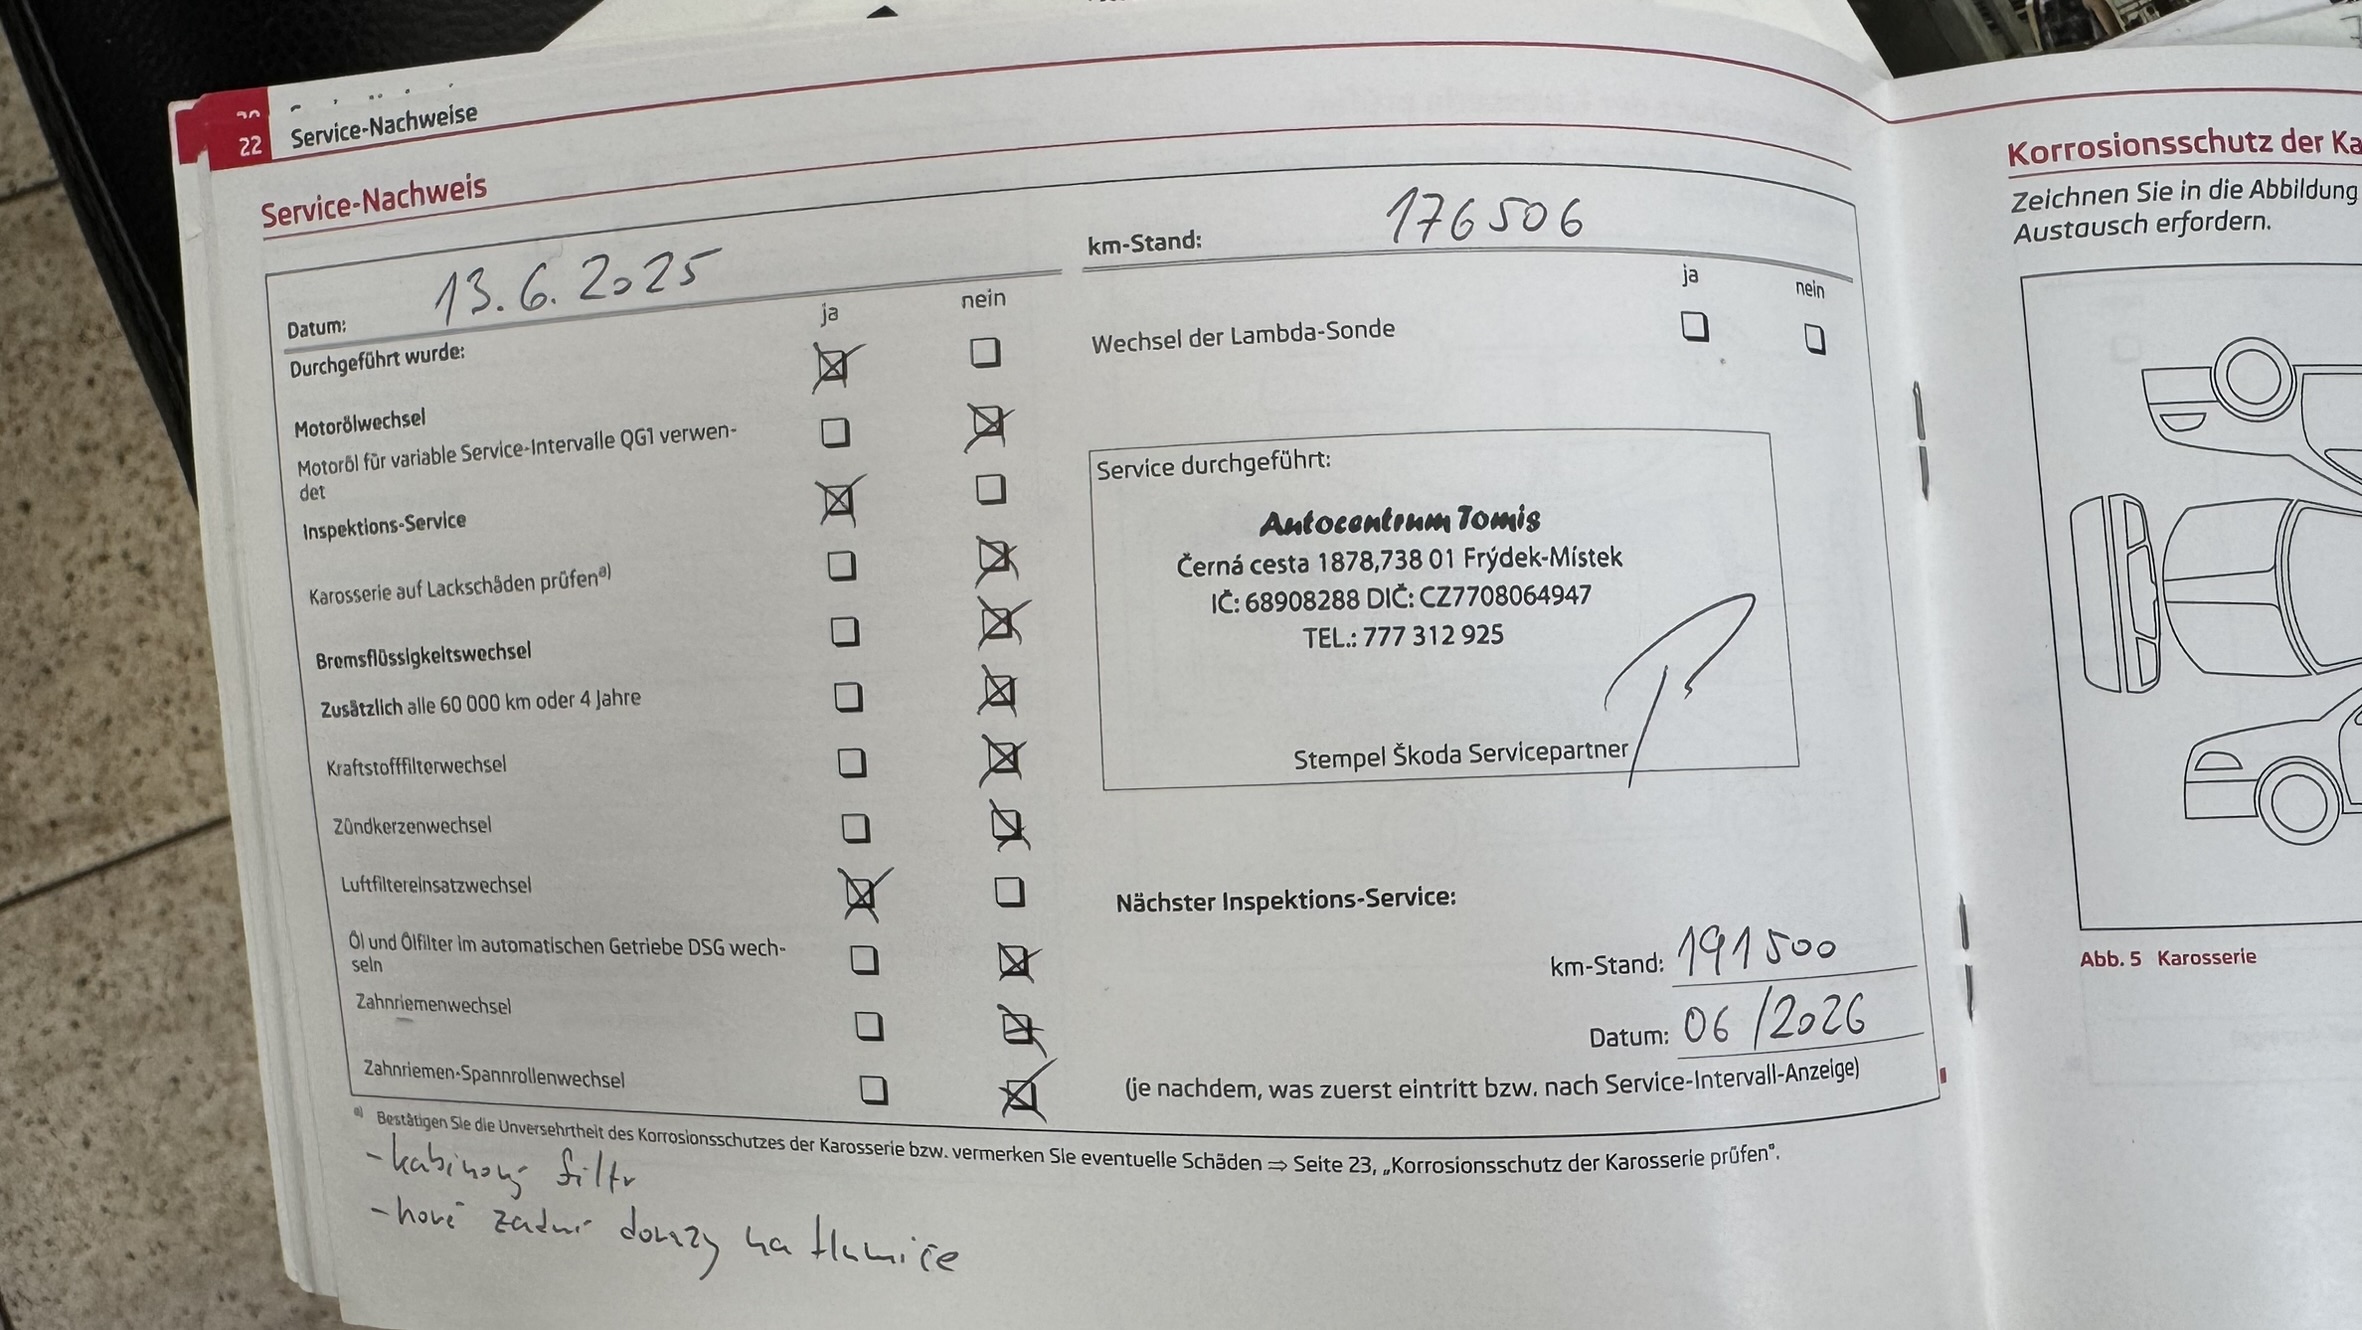 22 Service-Nachweise
Service-Nachweis
Datum: 13.6.2025
km-Stand: 176506
Durchgeführt wurde:
ja nein
Motorölwechsel
Motoröl für variable Service-Intervalle QG1 verwen-
det
Inspektions-Service
Karosserie auf Lackschäden prüfena)
Bremsflüssigkeitswechsel
Zusätzlich alle 60 000 km oder 4 Jahre
Kraftstofffilterwechsel
Zündkerzenwechsel
Luftfiltereinsatzwechsel
Öl und Ölfilter im automatischen Getriebe DSG wech-
seln
Zahnriemenwechsel
Zahnriemen-Spannrollenwechsel
ja nein
Wechsel der Lambda-Sonde
Service durchgeführt:
Autocentrum Tomis
Černá cesta 1878,738 01 Frýdek-Místek
IČ: 68908288 DIČ: CZ7708064947
TEL.: 777 312 925
Stempel Škoda Servicepartner
Nächster Inspektions-Service:
km-Stand: 191500
Datum: 06/2026
(je nachdem, was zuerst eintritt bzw. nach Service-Intervall-Anzeige)
a) Bestätigen Sie die Unversehrtheit des Korrosionsschutzes der Karosserie bzw. vermerken Sie eventuelle Schäden ⇒ Seite 23, „Korrosionsschutz der Karosserie prüfen“.
- kabinový filtr
- nové zadní dorazy na tlumiče
Korrosionsschutz der Ka
Zeichnen Sie in die Abbildung
Austausch erfordern.
Abb. 5 Karosserie